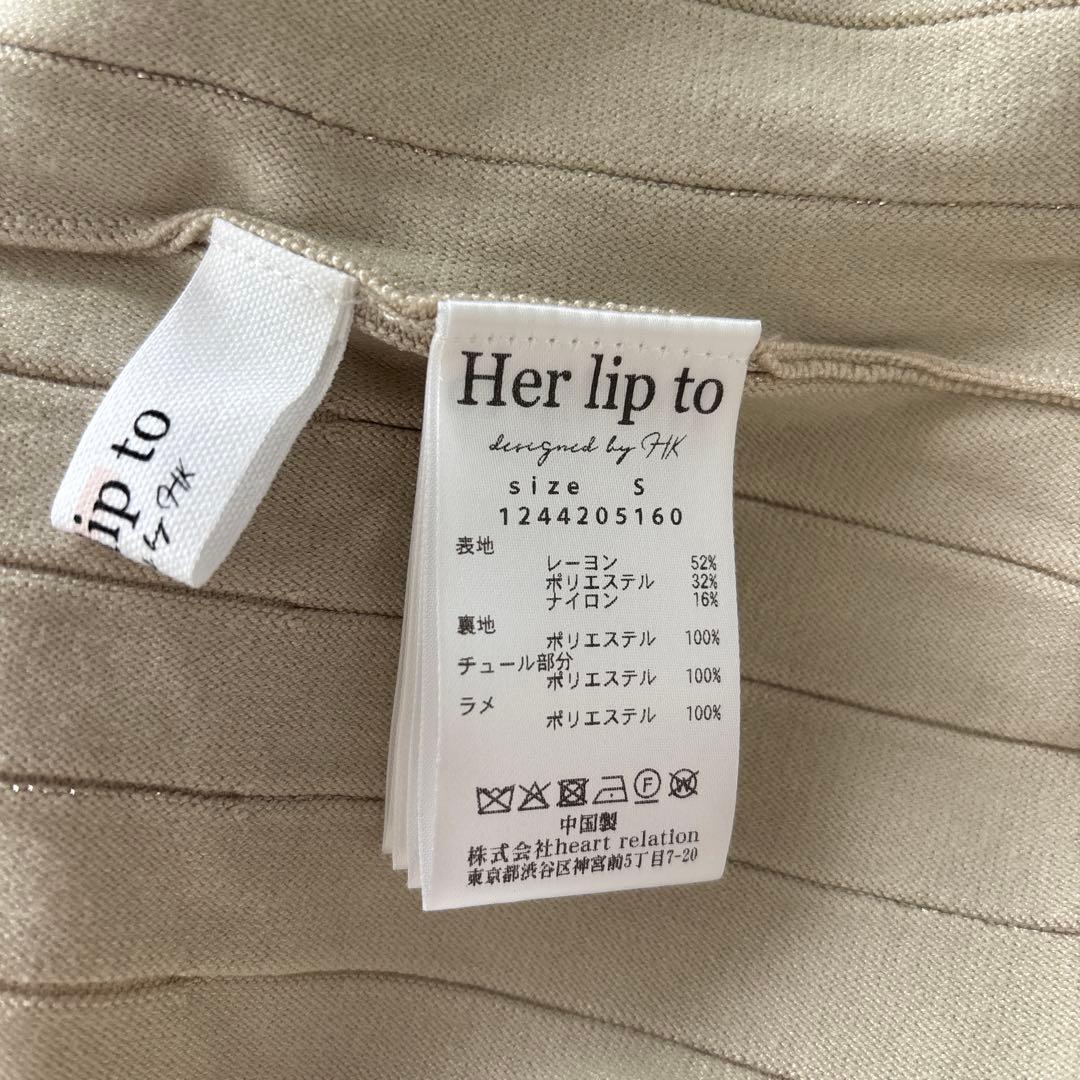 Her lip to
designed by HK
size S
1244205160
表地
レーヨン 52%
ポリエステル 32%
ナイロン 16%
裏地
ポリエステル 100%
チュール部分
ポリエステル 100%
ラメ
ポリエステル 100%
F
W
中国製
株式会社heart relation
東京都渋谷区神宮前5丁目7-20
lip to
by HK